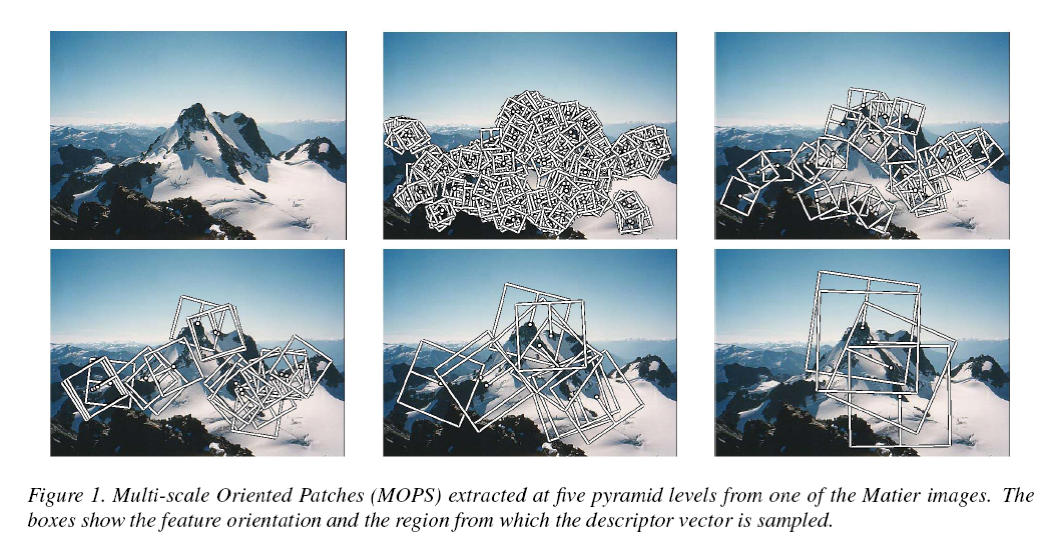 Figure 1. Multi-scale Oriented Patches (MOPS) extracted at five pyramid levels from one of the Matier images. The
boxes show the feature orientation and the region from which the descriptor vector is sampled.